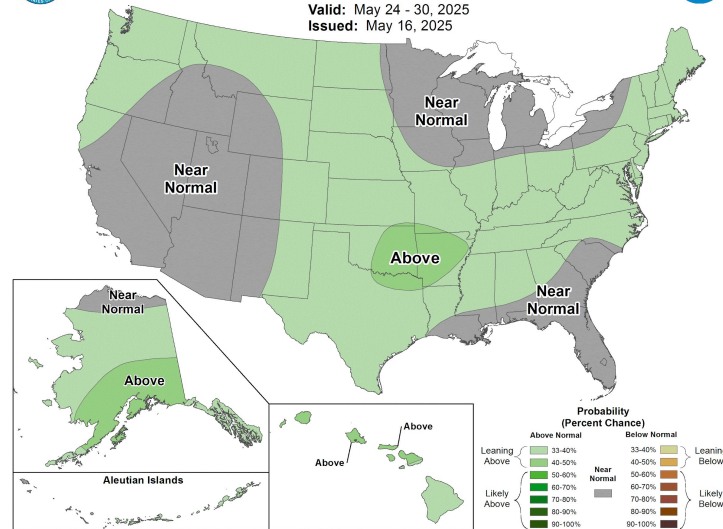 Valid: May 24 - 30, 2025
Issued: May 16, 2025
Near
Normal
Near
Normal
Above
Near
Normal
Near
Normal
Above
Above
Above
Aleutian Islands
Probability
(Percent Chance)
Above Normal
Below Normal
Leaning
Above
33-40%
40-50%
Likely
Above
50-60%
60-70%
70-80%
80-90%
90-100%
Near
Normal
33-40%
40-50%
50-60%
60-70%
70-80%
80-90%
90-100%
Leanin
Below
Likely
Below